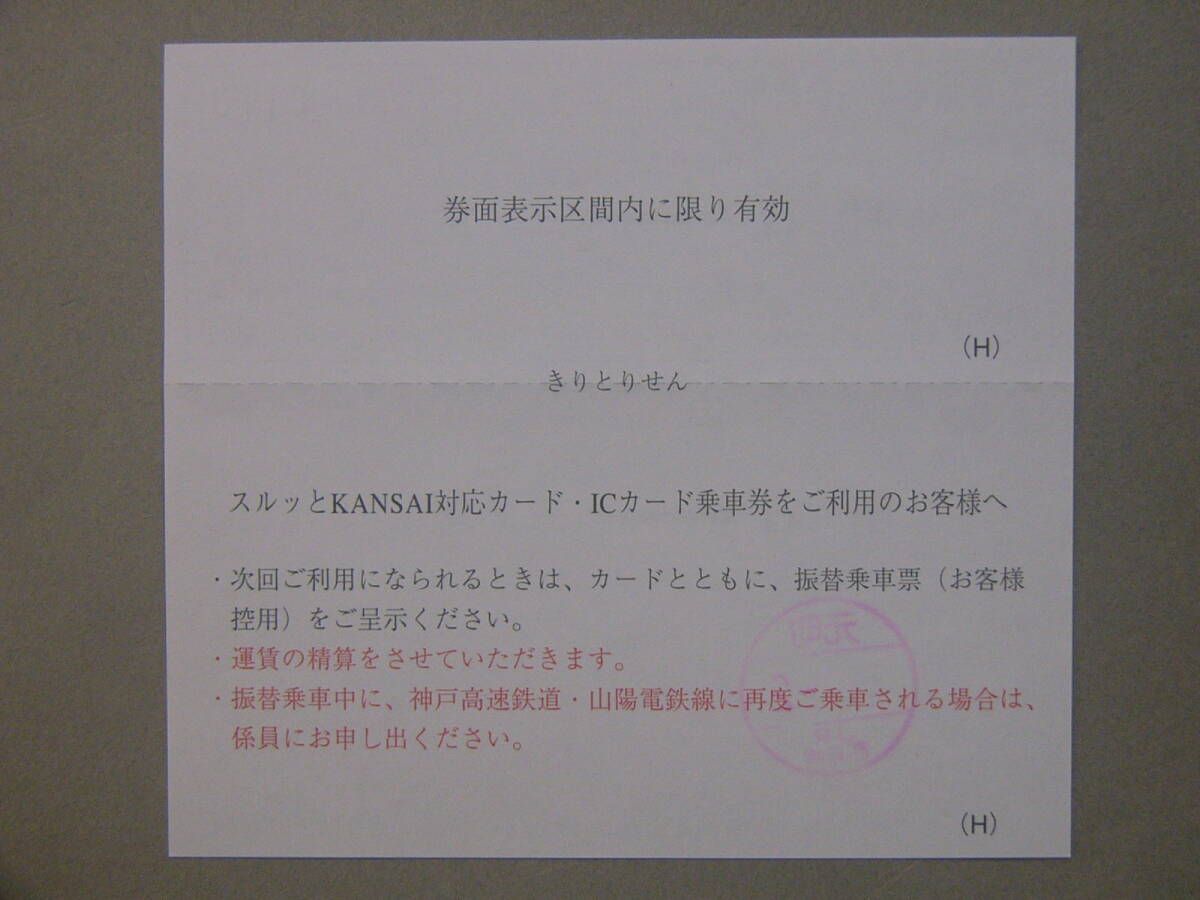 券面表示区間内に限り有効
（H）
きりとりせん
スルッとKANSAI対応カード・ICカード乗車券をご利用のお客様へ
・次回ご利用になられるときは、カードとともに、振替乗車票（お客様
控用）をご呈示ください。
・運賃の精算をさせていただきます。
・振替乗車中に、神戸高速鉄道・山陽電鉄線に再度ご乗車される場合は、
係員にお申し出ください。
（H）